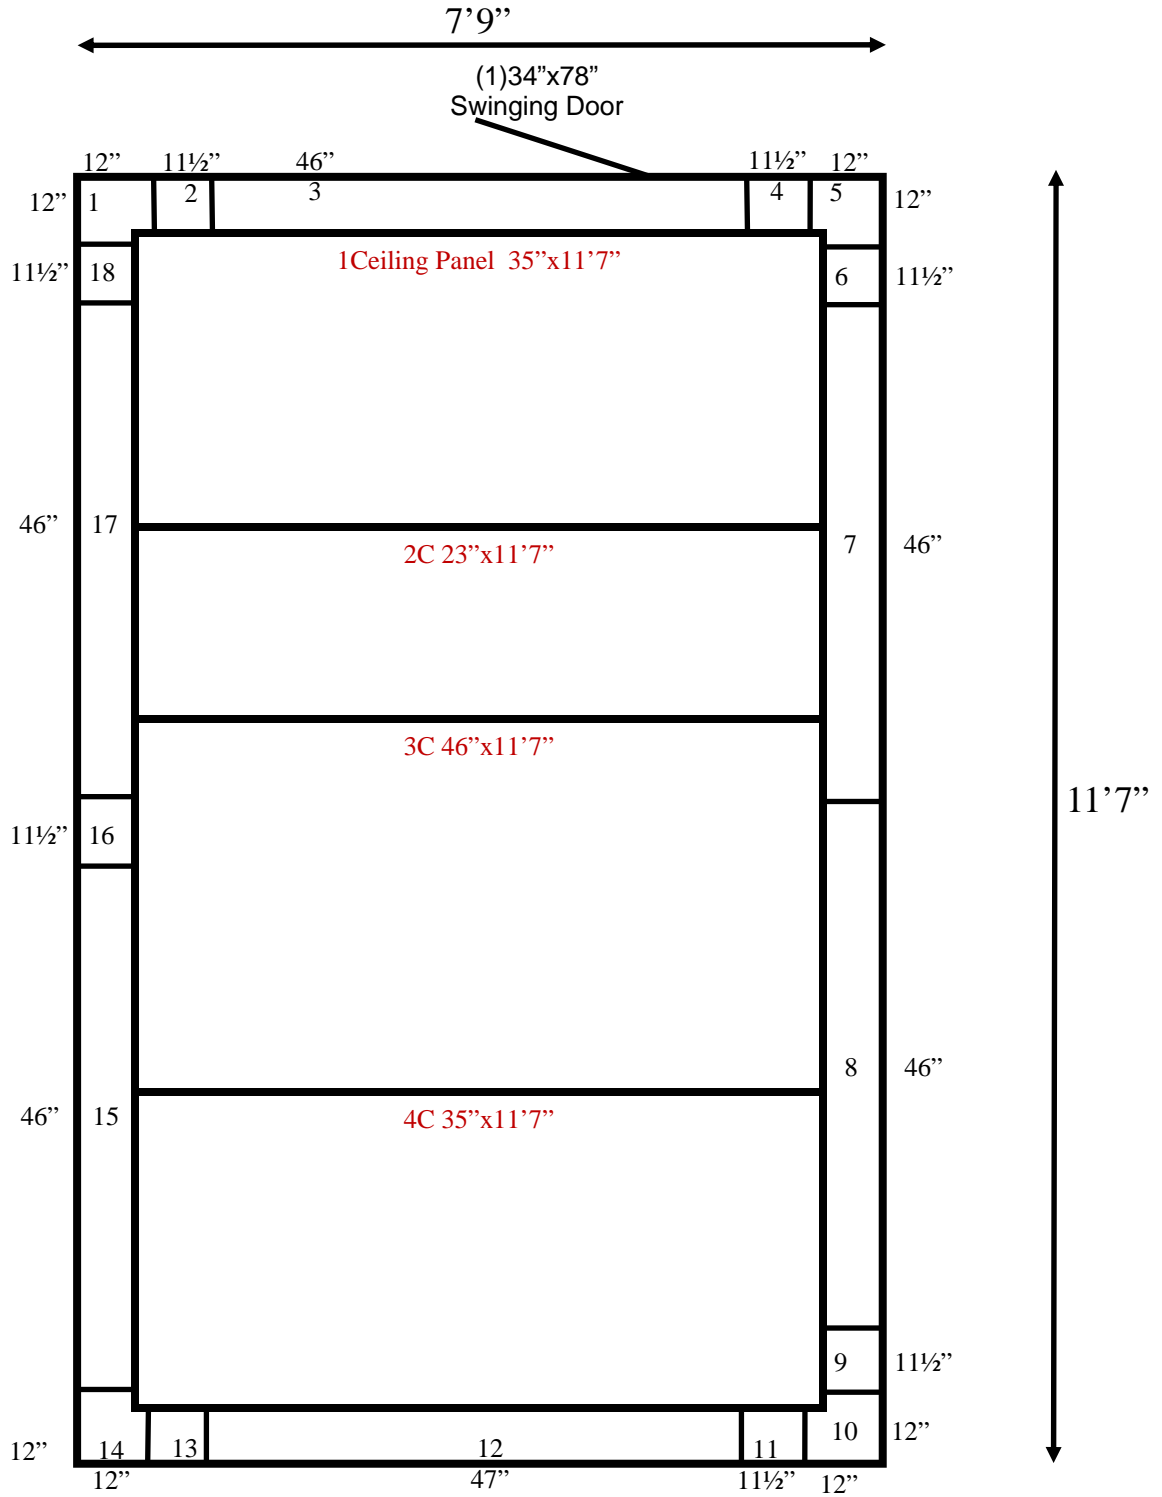 7’9”
(1)34”x78”
Swinging Door
12” 11½” 46” 11½” 12”
12” 1 2 3 4 5 12”
1Ceiling Panel 35”x11’7”
11½” 18 6 11½”
46” 17 7 46”
2C 23”x11’7”
3C 46”x11’7”
11’7”
11½” 16
8 46”
46” 15
4C 35”x11’7”
9 11½”
10 12”
12” 14 13 12 11
12” 47” 11½” 12”